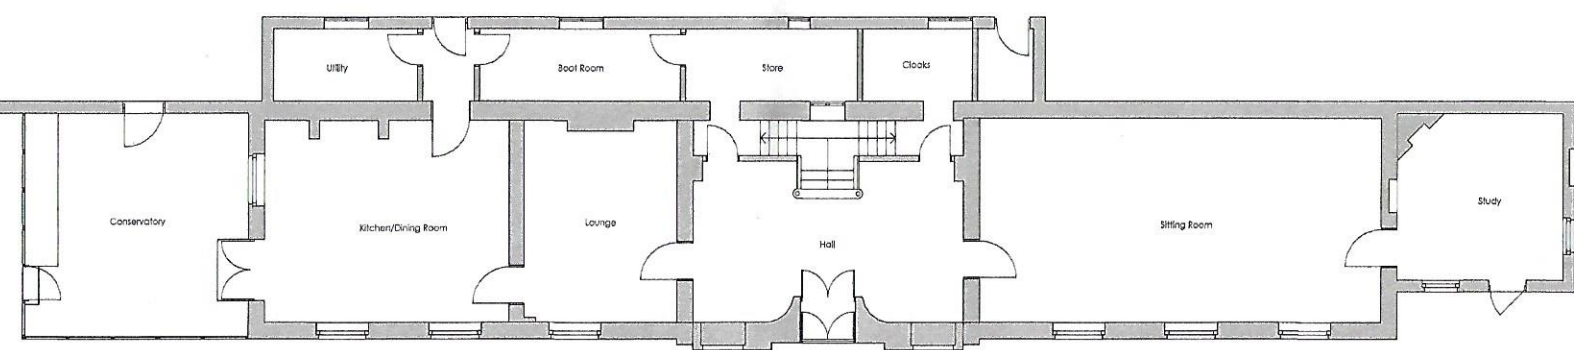 Utility
Boot Room
Store
Cloaks
Conservatory
Kitchen/Dining Room
Lounge
Hall
Sitting Room
Study